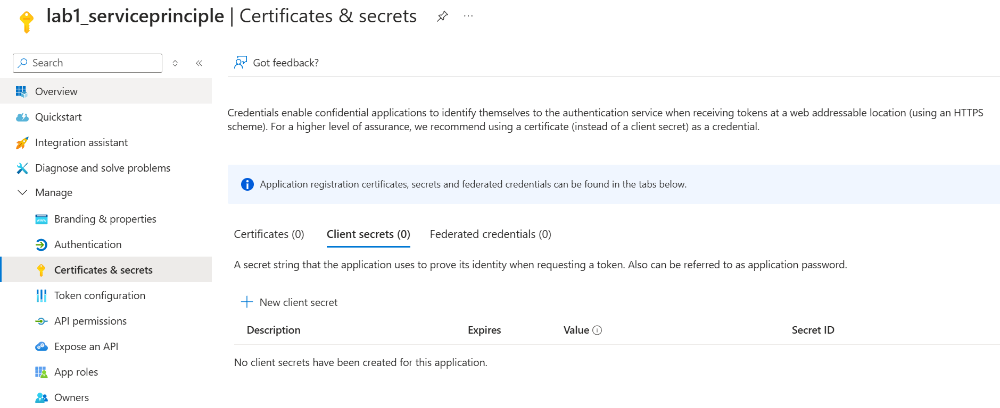 lab1_serviceprinciple | Certificates & secrets
Search
Overview
Quickstart
Integration assistant
Diagnose and solve problems
Manage
Branding & properties
Authentication
Certificates & secrets
Token configuration
API permissions
Expose an API
App roles
Owners
Got feedback?
Credentials enable confidential applications to identify themselves to the authentication service when receiving tokens at a web addressable location (using an HTTPS
scheme). For a higher level of assurance, we recommend using a certificate (instead of a client secret) as a credential.
Application registration certificates, secrets and federated credentials can be found in the tabs below.
Certificates (0) Client secrets (0) Federated credentials (0)
A secret string that the application uses to prove its identity when requesting a token. Also can be referred to as application password.
New client secret
Description Expires Value Secret ID
No client secrets have been created for this application.